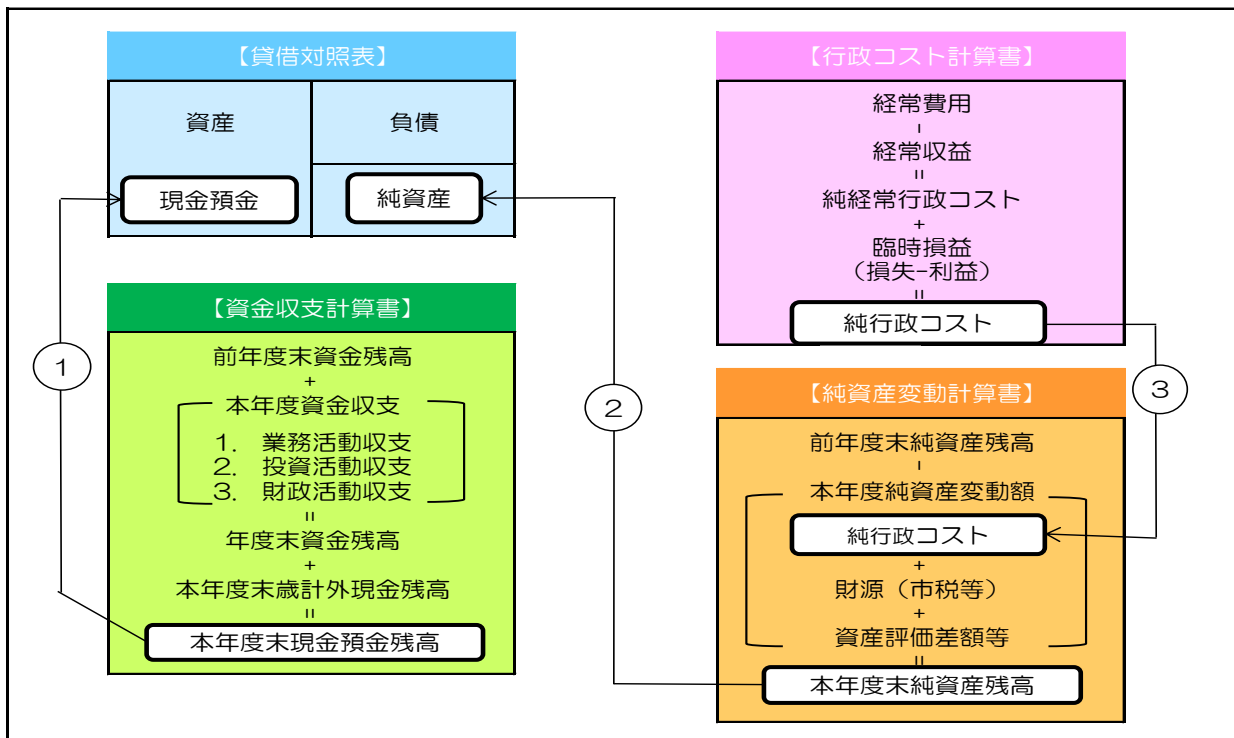 【貸借対照表】
資産
負債
現金預金
純資産
【行政コスト計算書】
経常費用
-
経常収益
=
純経常行政コスト
+
臨時損益
(損失-利益)
=
純行政コスト
【資金収支計算書】
前年度末資金残高
+
本年度資金収支
1. 業務活動収支
2. 投資活動収支
3. 財政活動収支
=
年度末資金残高
+
本年度末歳計外現金残高
=
本年度末現金預金残高
【純資産変動計算書】
前年度末純資産残高
-
本年度純資産変動額
純行政コスト
+
財源(市税等)
+
資産評価差額等
=
本年度末純資産残高
1
2
3